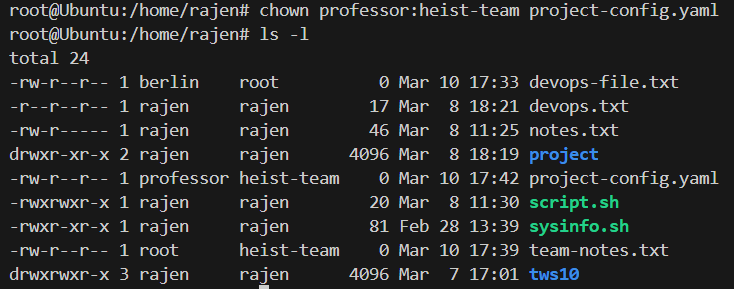 root@Ubuntu:/home/rajen# chown professor:heist-team project-config.yaml
root@Ubuntu:/home/rajen# ls -l
total 24
-rw-r--r-- 1 berlin    root          0 Mar 10 17:33 devops-file.txt
-r--r--r-- 1 rajen     rajen        17 Mar  8 18:21 devops.txt
-rw-r----- 1 rajen     rajen        46 Mar  8 11:25 notes.txt
drwxr-xr-x 2 rajen     rajen      4096 Mar  8 18:19 project
-rw-r--r-- 1 professor heist-team    0 Mar 10 17:42 project-config.yaml
-rwxrwxr-x 1 rajen     rajen        20 Mar  8 11:30 script.sh
-rwxr-xr-x 1 rajen     rajen        81 Feb 28 13:39 sysinfo.sh
-rw-r--r-- 1 root      heist-team    0 Mar 10 17:39 team-notes.txt
drwxrwxr-x 3 rajen     rajen      4096 Mar  7 17:01 tws10